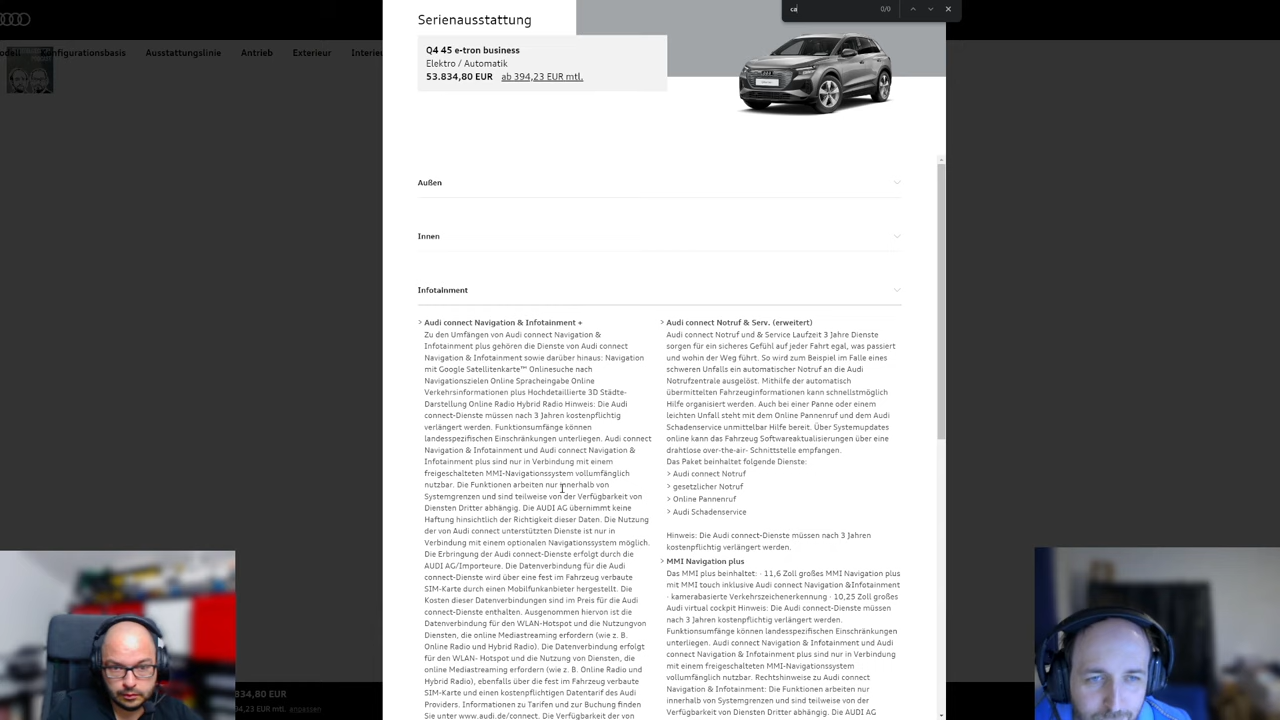 ca
0/0
Serienausstattung
Q4 45 e-tron business
Elektro / Automatik
53.834,80 EUR ab 394,23 EUR mtl.
Konfigurationsbasis Ausstattungslinie Antrieb Exterieur Interieur
Außen
Innen
Infotainment
> Audi connect Navigation & Infotainment +
Zu den Umfängen von Audi connect Navigation &
Infotainment plus gehören die Dienste von Audi connect
Navigation & Infotainment sowie darüber hinaus: Navigation
mit Google Satellitenkarte™ Onlinesuche nach
Navigationszielen Online Spracheingabe Online
Verkehrsinformationen plus Hochdetaillierte 3D Städte-
Darstellung Online Radio Hybrid Radio Hinweis: Die Audi
connect-Dienste müssen nach 3 Jahren kostenpflichtig
verlängert werden. Funktionsumfänge können
landesspezifischen Einschränkungen unterliegen. Audi connect
Navigation & Infotainment und Audi connect Navigation &
Infotainment plus sind nur in Verbindung mit einem
freigeschalteten MMI-Navigationssystem vollumfänglich
nutzbar. Die Funktionen arbeiten nur innerhalb von
Systemgrenzen und sind teilweise von der Verfügbarkeit von
Diensten Dritter abhängig. Die AUDI AG übernimmt keine
Haftung hinsichtlich der Richtigkeit dieser Daten. Die Nutzung
der von Audi connect unterstützten Dienste ist nur in
Verbindung mit einem optionalen Navigationssystem möglich.
Die Erbringung der Audi connect-Dienste erfolgt durch die
AUDI AG/Importeure. Die Datenverbindung für die Audi
connect-Dienste wird über eine fest im Fahrzeug verbaute
SIM-Karte durch einen Mobilfunkanbieter hergestellt. Die
Kosten dieser Datenverbindungen sind im Preis für die Audi
connect-Dienste enthalten. Ausgenommen hiervon ist die
Datenverbindung für den WLAN-Hotspot und die Nutzungvon
Diensten, die online Mediastreaming erfordern (wie z. B.
Online Radio und Hybrid Radio). Die Datenverbindung erfolgt
für den WLAN- Hotspot und die Nutzung von Diensten, die
online Mediastreaming erfordern (wie z. B. Online Radio und
Hybrid Radio), ebenfalls über die fest im Fahrzeug verbaute
SIM-Karte und einen kostenpflichtigen Datentarif des Audi
Providers. Informationen zu Tarifen und zur Buchung finden
Sie unter www.audi.de/connect. Die Verfügbarkeit der von
> Audi connect Notruf & Serv. (erweitert)
Audi connect Notruf und & Service Laufzeit 3 Jahre Dienste
sorgen für ein sicheres Gefühl auf jeder Fahrt egal, was passiert
und wohin der Weg führt. So wird zum Beispiel im Falle eines
schweren Unfalls ein automatischer Notruf an die Audi
Notrufzentrale ausgelöst. Mithilfe der automatisch
übermittelten Fahrzeuginformationen kann schnellstmöglich
Hilfe organisiert werden. Auch bei einer Panne oder einem
leichten Unfall steht mit dem Online Pannenruf und dem Audi
Schadenservice unmittelbar Hilfe bereit. Über Systemupdates
online kann das Fahrzeug Softwareaktualisierungen über eine
drahtlose over-the-air- Schnittstelle empfangen.
Das Paket beinhaltet folgende Dienste:
> Audi connect Notruf
> gesetzlicher Notruf
> Online Pannenruf
> Audi Schadenservice
Hinweis: Die Audi connect-Dienste müssen nach 3 Jahren
kostenpflichtig verlängert werden.
> MMI Navigation plus
Das MMI plus beinhaltet: · 11,6 Zoll großes MMI Navigation plus
mit MMI touch inklusive Audi connect Navigation &Infotainment
· kamerabasierte Verkehrszeichenerkennung · 10,25 Zoll großes
Audi virtual cockpit Hinweis: Die Audi connect-Dienste müssen
nach 3 Jahren kostenpflichtig verlängert werden.
Funktionsumfänge können landesspezifischen Einschränkungen
unterliegen. Audi connect Navigation & Infotainment und Audi
connect Navigation & Infotainment plus sind nur in Verbindung
mit einem freigeschalteten MMI-Navigationssystem
vollumfänglich nutzbar. Rechtshinweise zu Audi connect
Navigation & Infotainment: Die Funktionen arbeiten nur
innerhalb von Systemgrenzen und sind teilweise von der
Verfügbarkeit von Diensten Dritter abhängig. Die AUDI AG
834,80 EUR
4,23 EUR mtl. anpassen